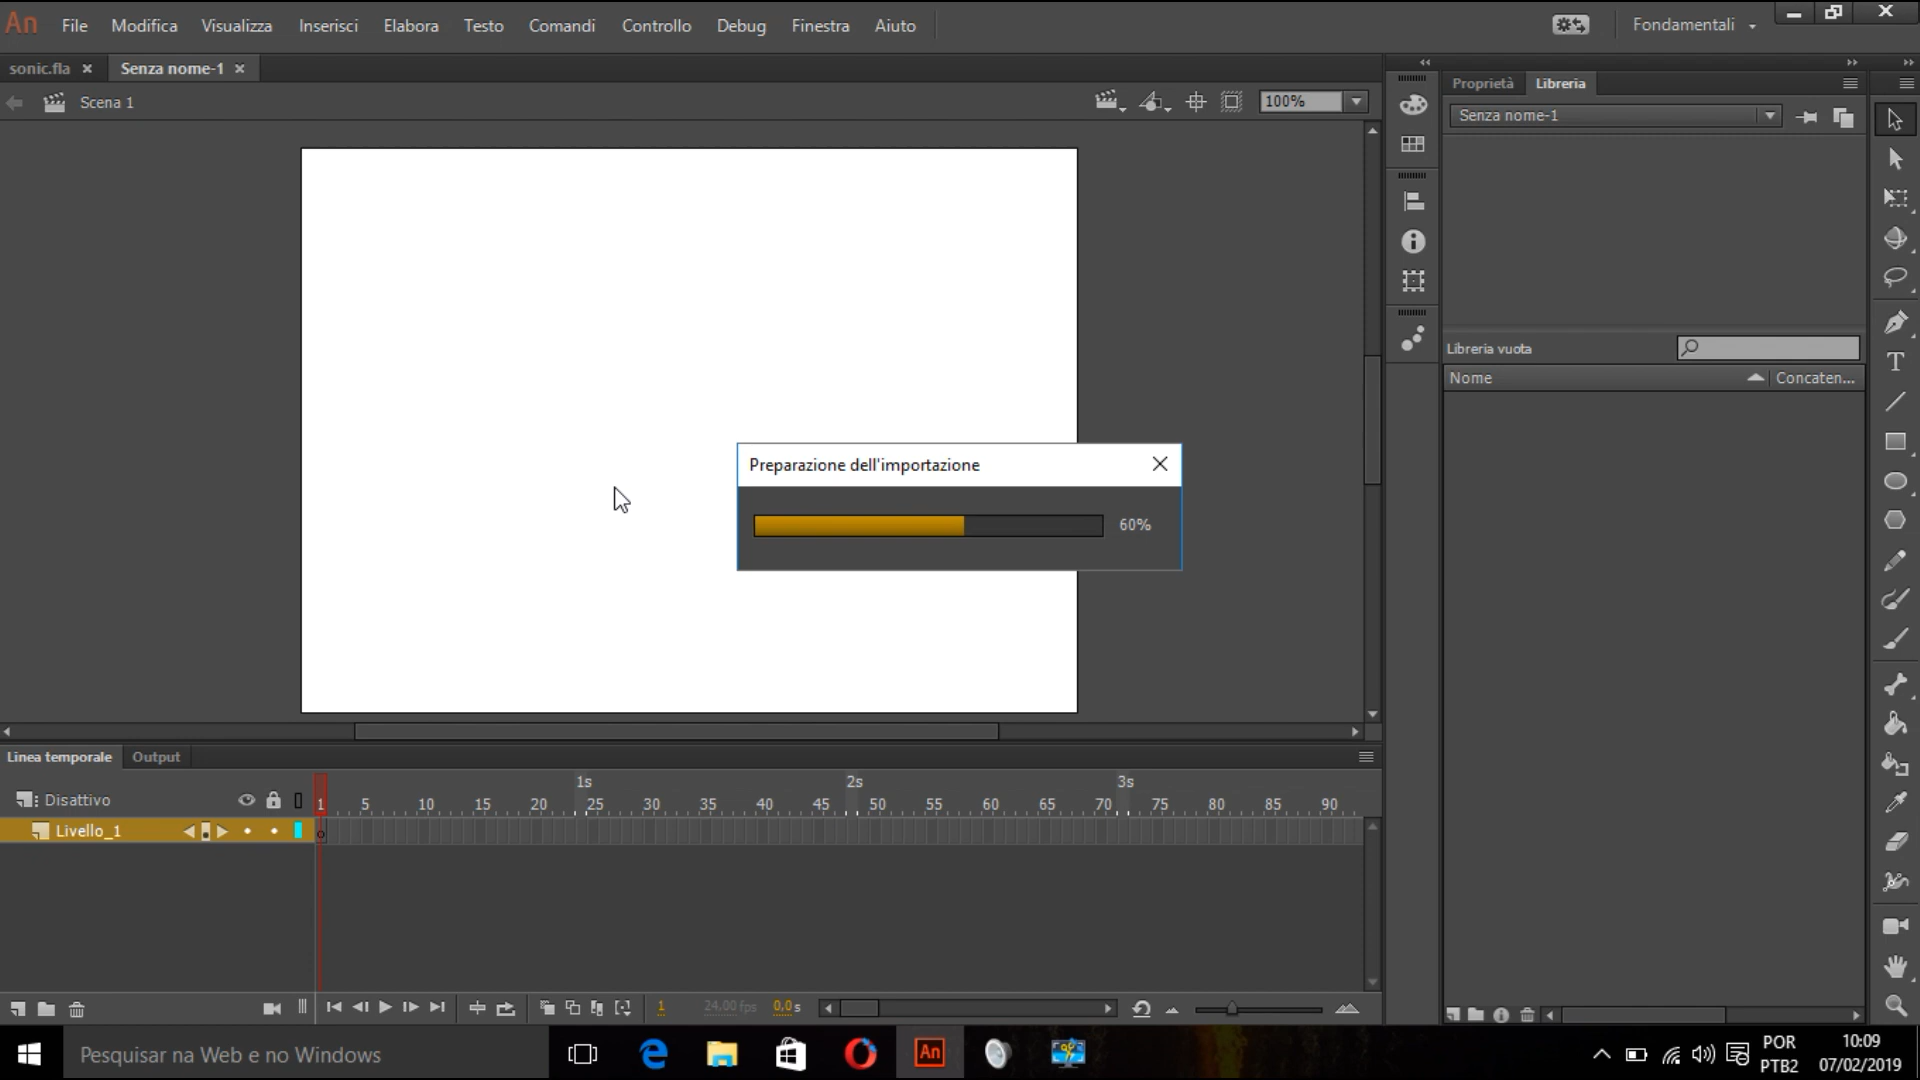 An File Modifica Visualizza Inserisci Elabora Testo Comandi Controllo Debug Finestra Aiuto Fondamentali
sonic.fla Senza nome-1
Scena 1 100%
Proprietà Libreria
Senza nome-1
Libreria vuota
Nome Concaten...
Preparazione dell'importazione
60%
Linea temporale Output
1s 2s 3s
Disattivo 1 5 10 15 20 25 30 35 40 45 50 55 60 65 70 75 80 85 90
Livello_1
1 24,00 fps 0,0 s
Pesquisar na Web e no Windows
An
POR
PTB2
10:09
07/02/2019